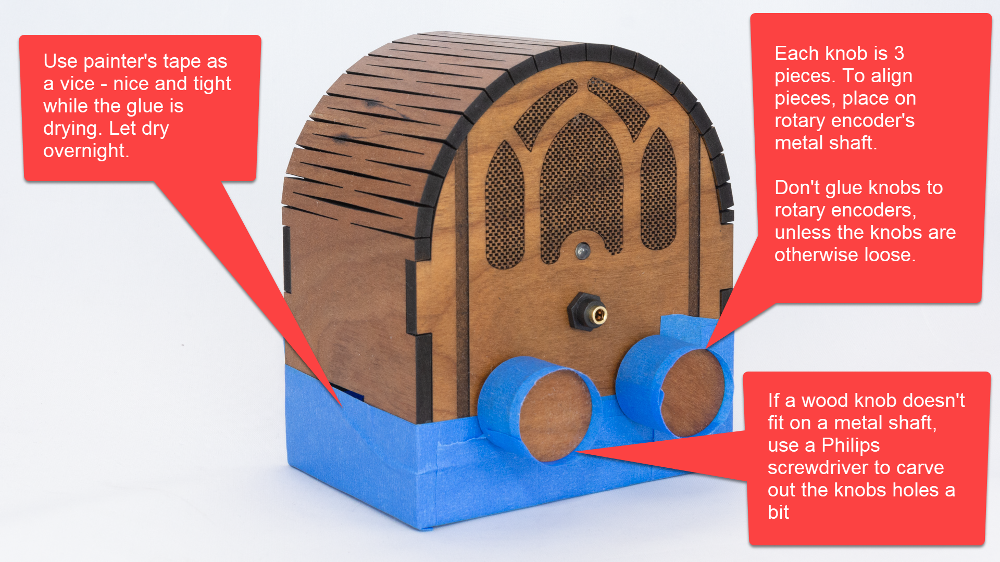 Use painter's tape as
a vice - nice and tight
while the glue is
drying. Let dry
overnight.
Each knob is 3
pieces. To align
pieces, place on
rotary encoder's
metal shaft.
Don't glue knobs to
rotary encoders,
unless the knobs are
otherwise loose.
If a wood knob doesn't
fit on a metal shaft,
use a Philips
screwdriver to carve
out the knobs holes a
bit